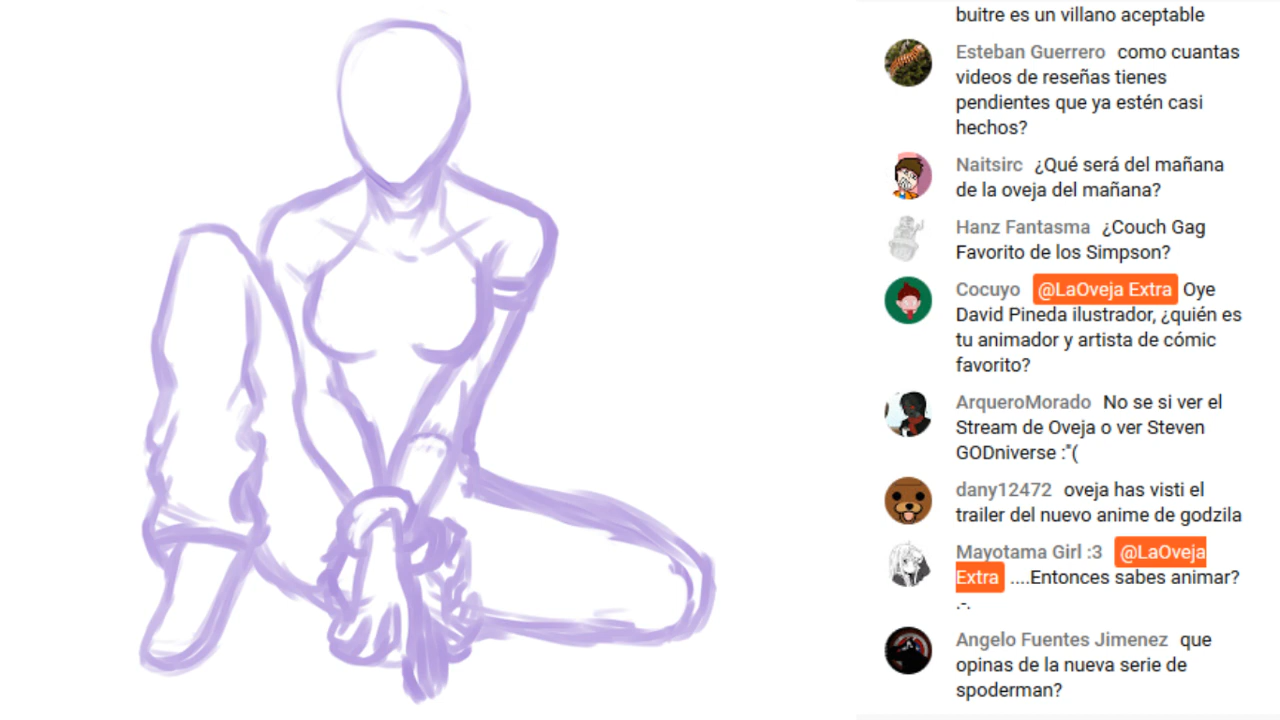 buitre es un villano aceptable
Esteban Guerrero como cuantas
videos de reseñas tienes
pendientes que ya estén casi
hechos?
Naitsirc ¿Qué será del mañana
de la oveja del mañana?
Hanz Fantasma ¿Couch Gag
Favorito de los Simpson?
Cocuyo @LaOveja Extra Oye
David Pineda ilustrador, ¿quién es
tu animador y artista de cómic
favorito?
ArqueroMorado No se si ver el
Stream de Oveja o ver Steven
GODniverse :"(
dany12472 oveja has visti el
trailer del nuevo anime de godzila
Mayotama Girl :3 @LaOveja
Extra ....Entonces sabes animar?
.-.
Angelo Fuentes Jimenez que
opinas de la nueva serie de
spoderman?